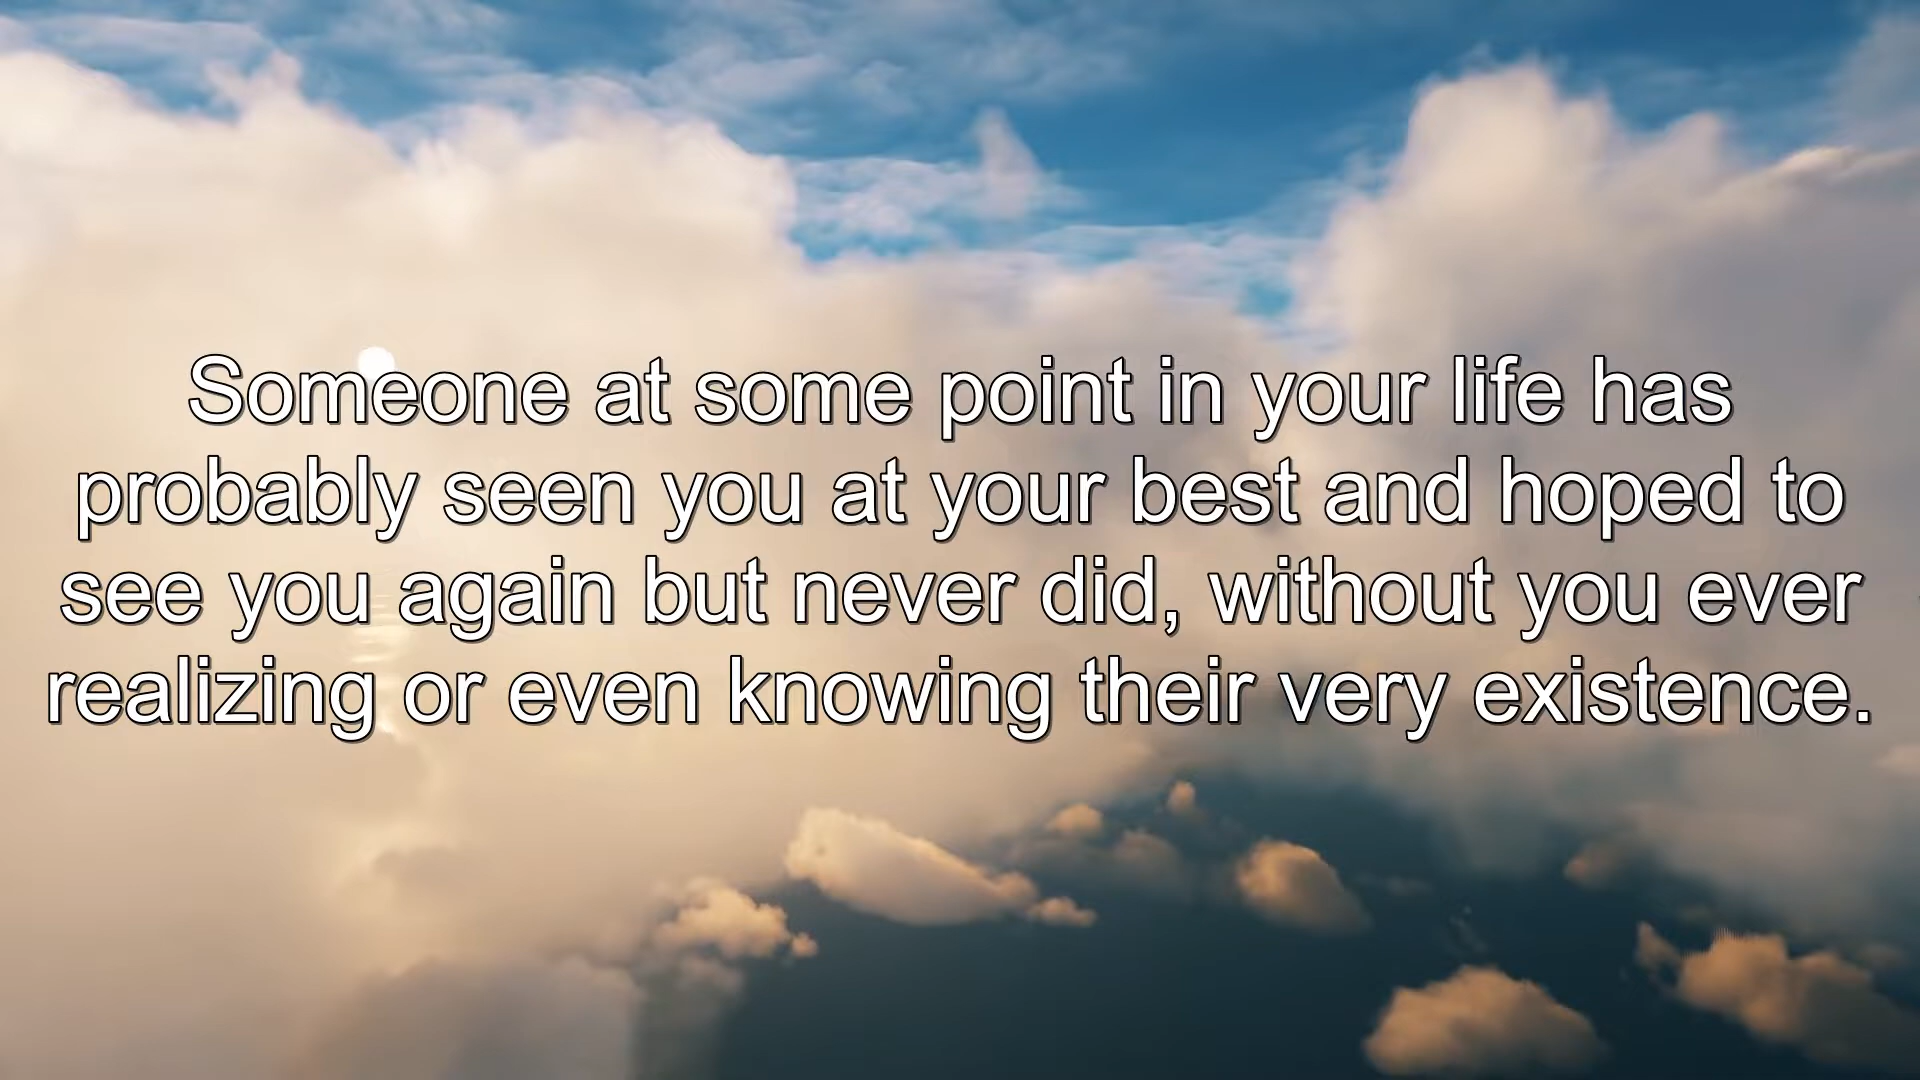 Someone at some point in your life has
probably seen you at your best and hoped to
see you again but never did, without you ever
realizing or even knowing their very existence.